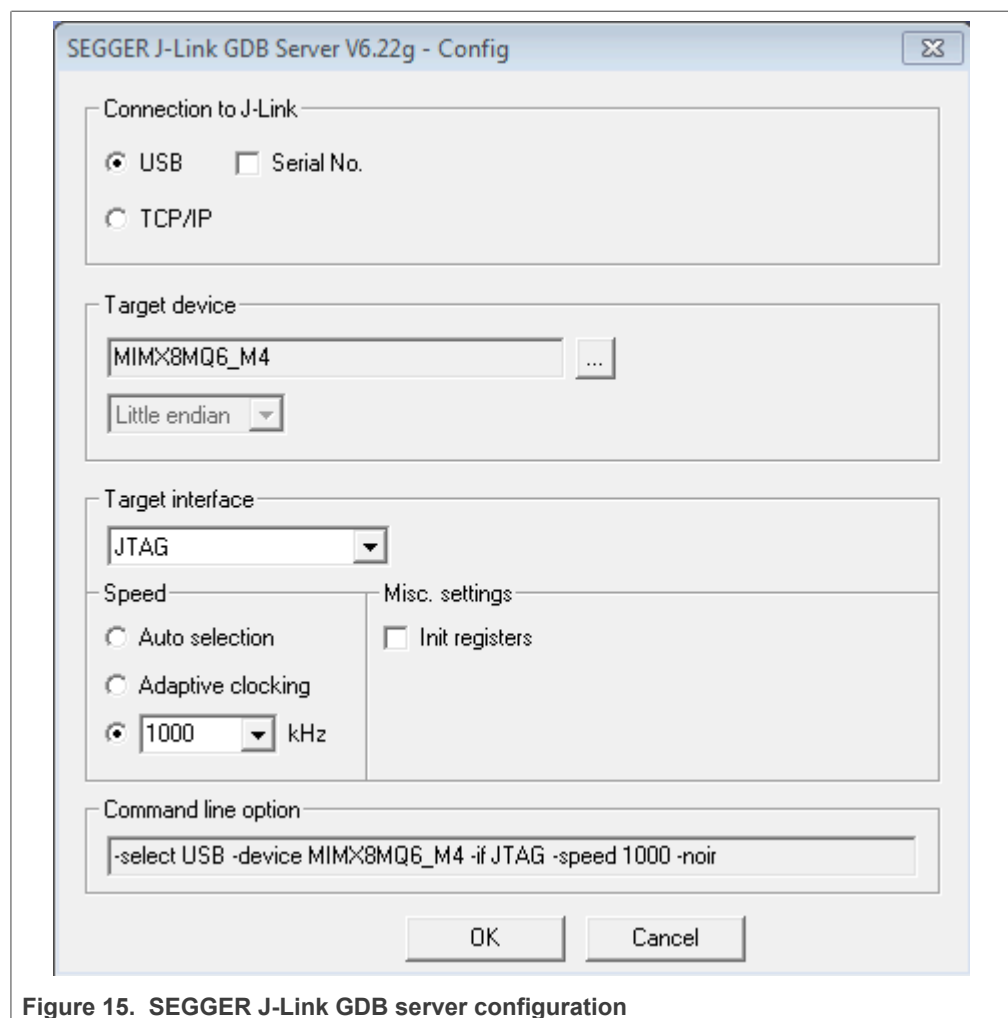 SEGGER J-Link GDB Server V6.22g - Config
Connection to J-Link
USB Serial No.
TCP/IP
Target device
MIMX8MQ6_M4 ...
Little endian
Target interface
JTAG
Speed Misc. settings
Auto selection Init registers
Adaptive clocking
1000 kHz
Command line option
-select USB -device MIMX8MQ6_M4 -if JTAG -speed 1000 -noir
OK Cancel
Figure 15. SEGGER J-Link GDB server configuration